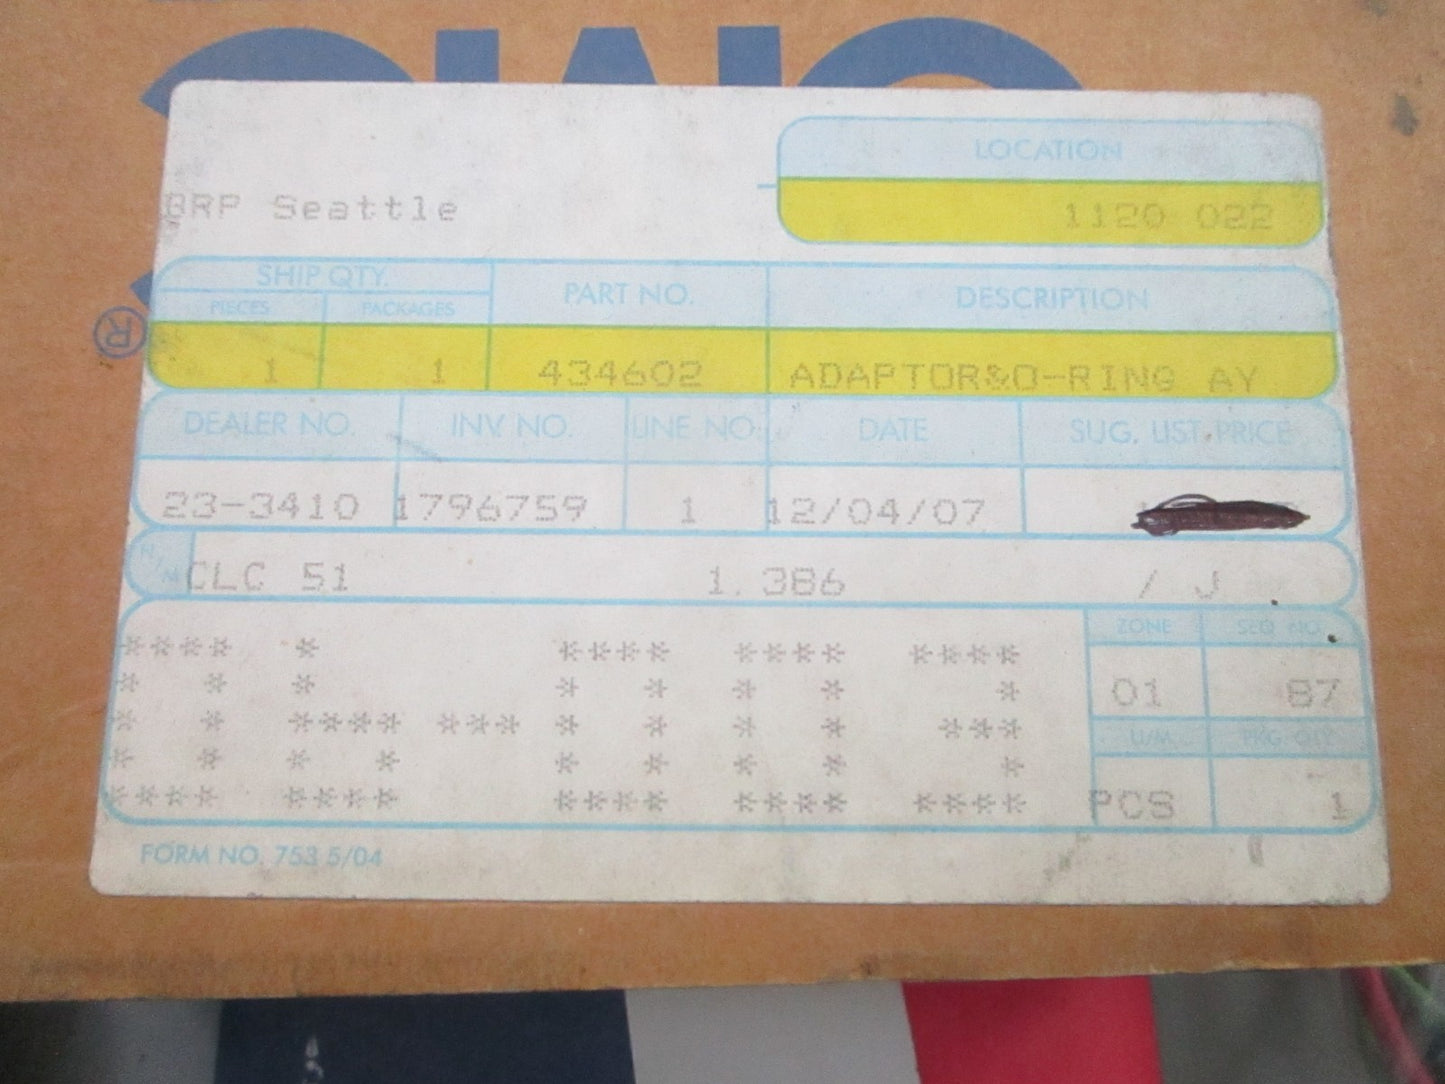 BRP Seattle
LOCATION
1120 022
SHIP QTY.
PIECES PACKAGES PART NO. DESCRIPTION
1 1 434602 ADAPTOR&O-RING AY
DEALER NO. INV. NO. LINE NO. DATE SUG. LIST PRICE
23-3410 1796759 1 12/04/07
N/M CLC 51 1.386 / J
ZONE SEQ. NO.
01 87
U/M PKG QTY
PCS 1
06-003
FORM NO. 753 5/04
®